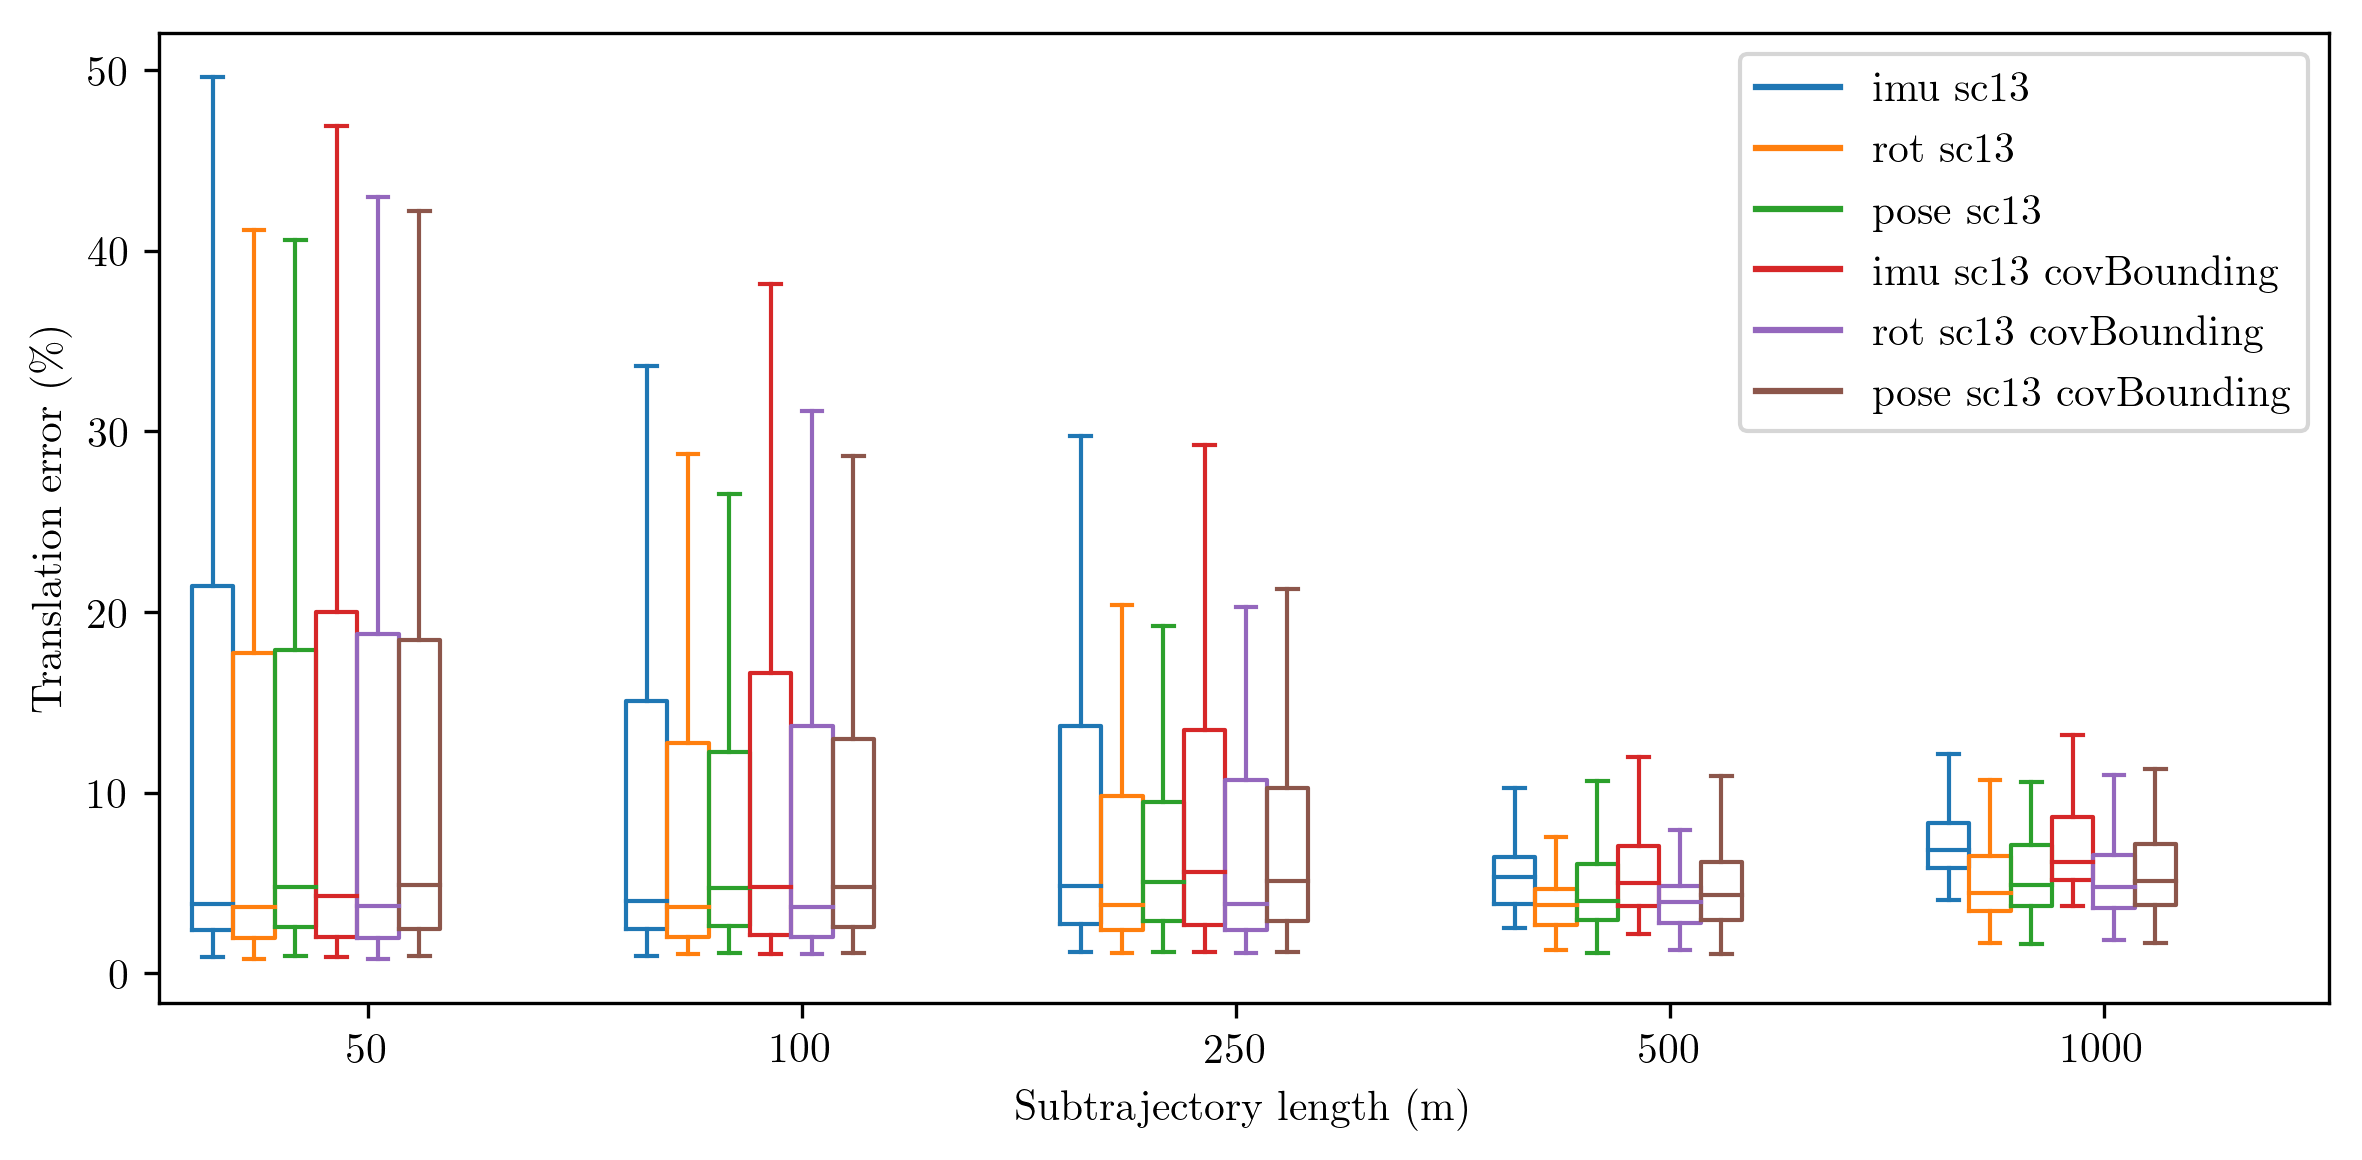 50
40
30
20
10
0
Translation error (%)
imu sc13
rot sc13
pose sc13
imu sc13 covBounding
rot sc13 covBounding
pose sc13 covBounding
50 100 250 500 1000
Subtrajectory length (m)